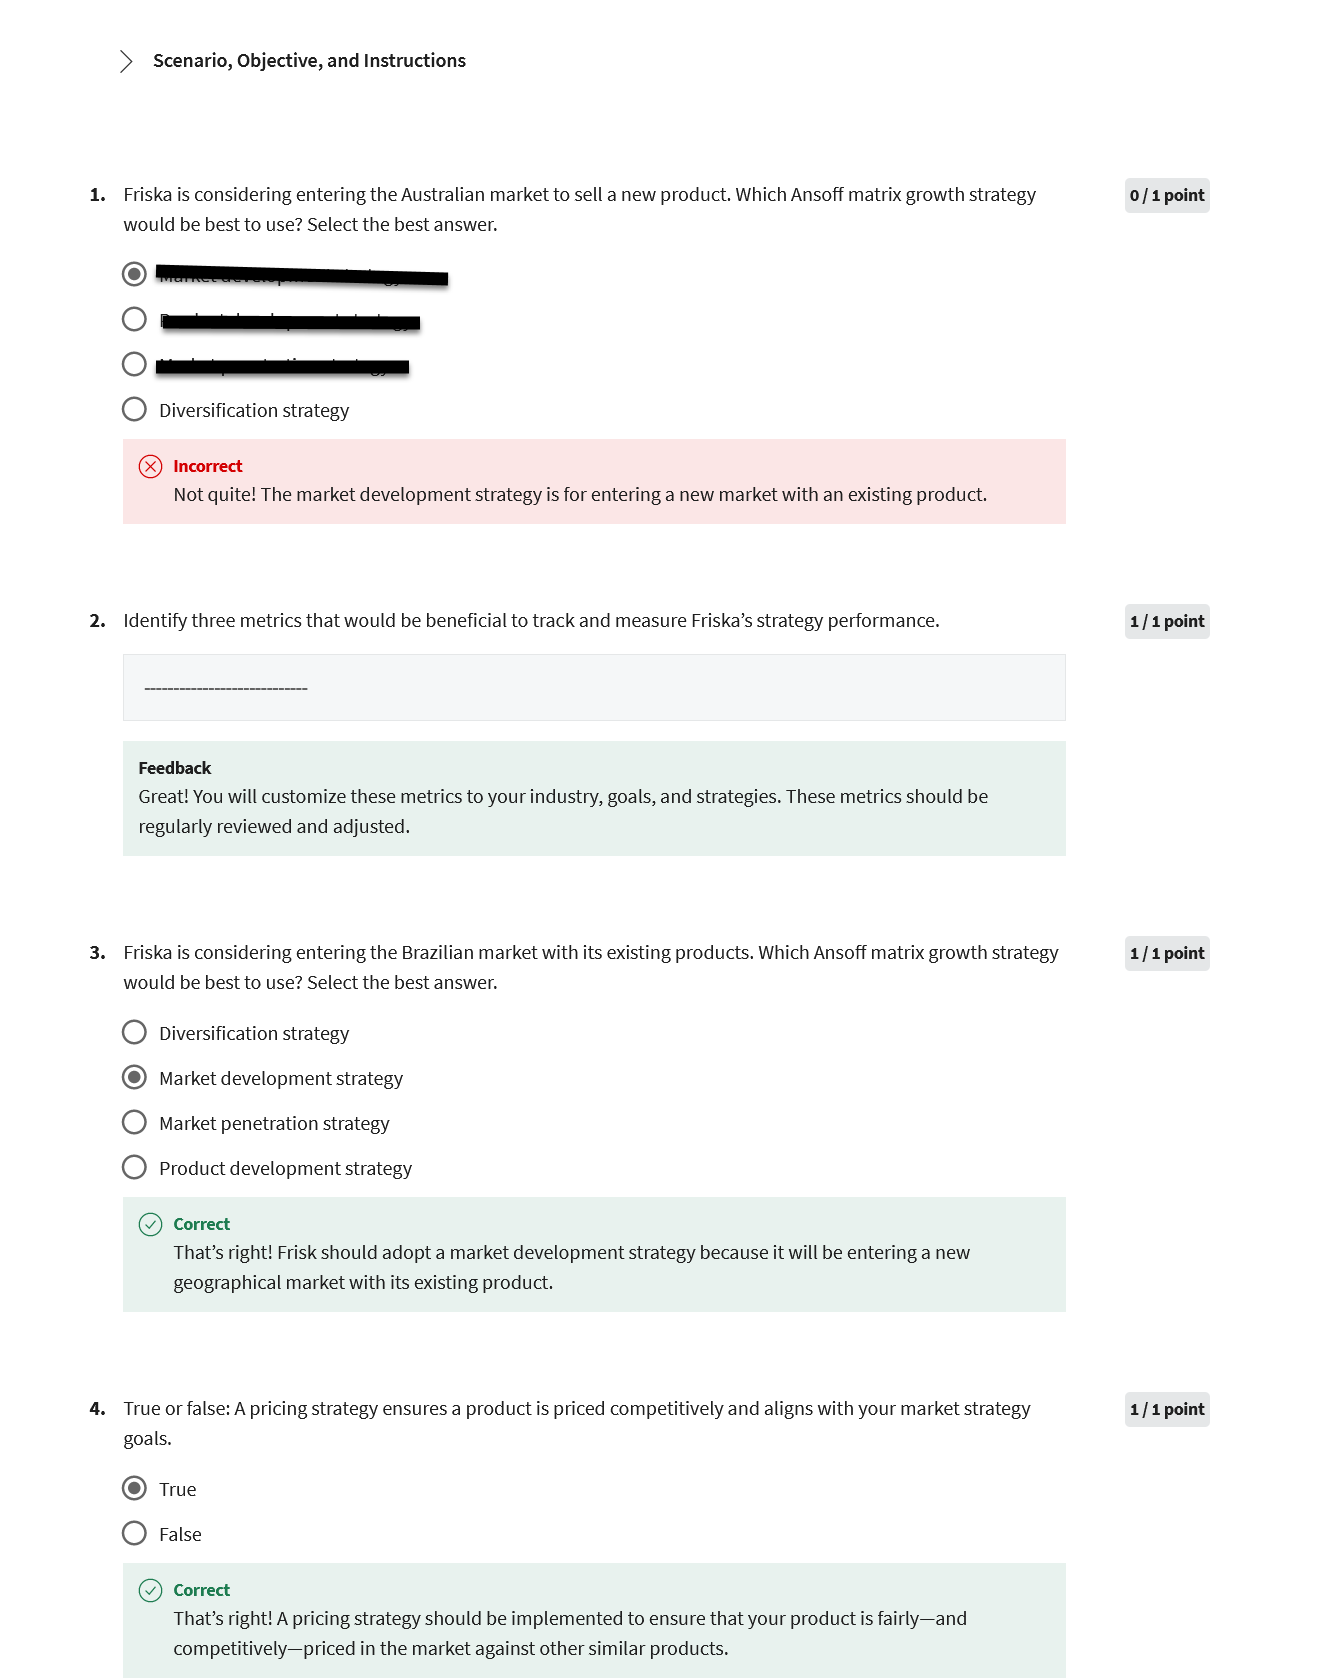 Scenario, Objective, and Instructions
1. Friska is considering entering the Australian market to sell a new product. Which Ansoff matrix growth strategy
would be best to use? Select the best answer.
0 / 1 point
Diversification strategy
Incorrect
Not quite! The market development strategy is for entering a new market with an existing product.
2. Identify three metrics that would be beneficial to track and measure Friska’s strategy performance.
1 / 1 point
----------------------------
Feedback
Great! You will customize these metrics to your industry, goals, and strategies. These metrics should be
regularly reviewed and adjusted.
3. Friska is considering entering the Brazilian market with its existing products. Which Ansoff matrix growth strategy
would be best to use? Select the best answer.
1 / 1 point
Diversification strategy
Market development strategy
Market penetration strategy
Product development strategy
Correct
That’s right! Frisk should adopt a market development strategy because it will be entering a new
geographical market with its existing product.
4. True or false: A pricing strategy ensures a product is priced competitively and aligns with your market strategy
goals.
1 / 1 point
True
False
Correct
That’s right! A pricing strategy should be implemented to ensure that your product is fairly—and
competitively—priced in the market against other similar products.